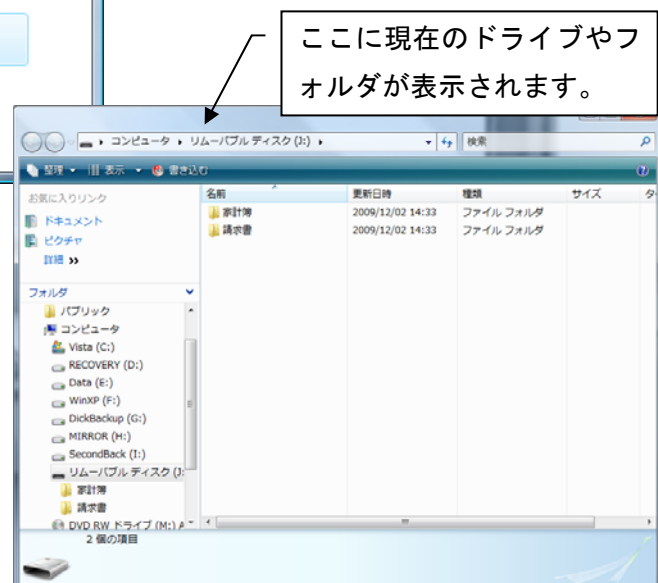 ここに現在のドライブやフ
ォルダが表示されます。
コンピュータ ▸ リムーバブル ディスク (J:) ▸
検索
整理 表示 書き込む
お気に入りリンク
ドキュメント
ピクチャ
詳細 »
フォルダ
パブリック
コンピュータ
Vista (C:)
RECOVERY (D:)
Data (E:)
WinXP (F:)
DickBackup (G:)
MIRROR (H:)
SecondBack (I:)
リムーバブル ディスク (J:
家計簿
請求書
DVD RW ドライブ (M:) A
名前 更新日時 種類 サイズ タ
家計簿 2009/12/02 14:33 ファイル フォルダ
請求書 2009/12/02 14:33 ファイル フォルダ
2 個の項目